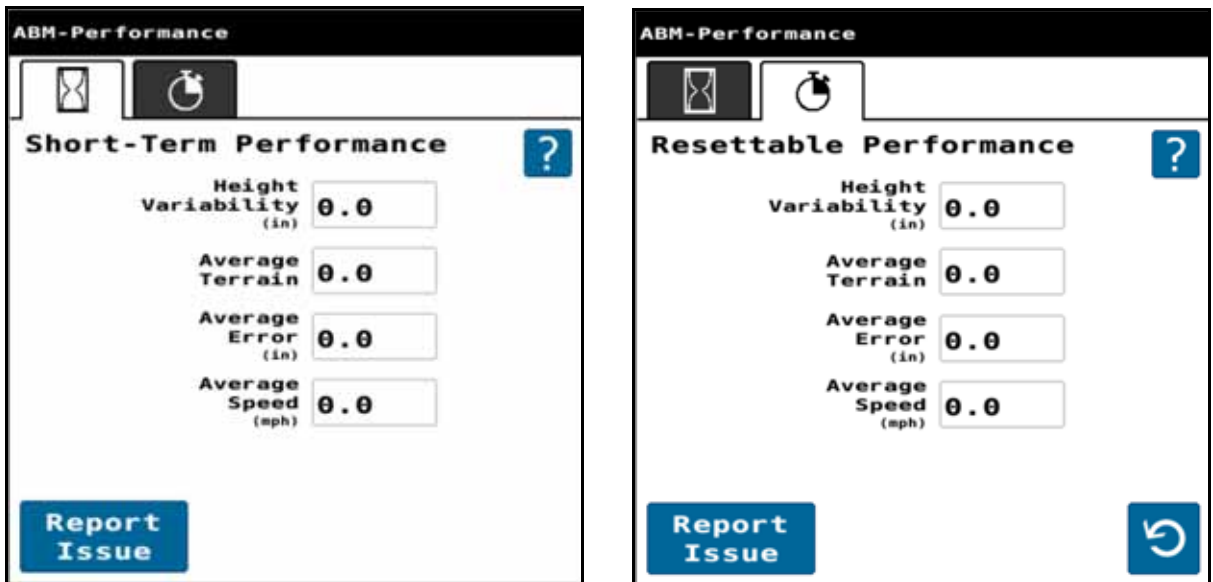 ABM-Performance
Short-Term Performance
?
Height
Variability
(in)
0.0
Average
Terrain
0.0
Average
Error
(in)
0.0
Average
Speed
(mph)
0.0
Report
Issue
ABM-Performance
Resettable Performance
?
Height
Variability
(in)
0.0
Average
Terrain
0.0
Average
Error
(in)
0.0
Average
Speed
(mph)
0.0
Report
Issue